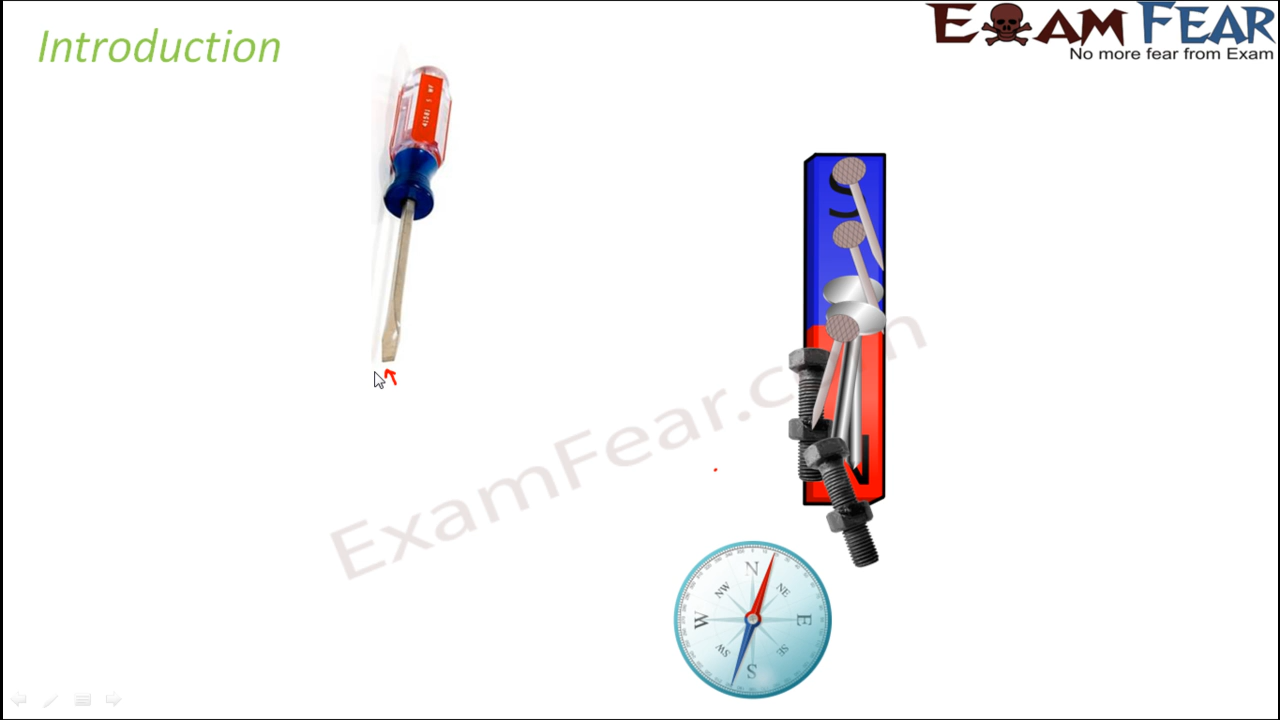 Introduction
EXAM FEAR
No more fear from Exam
S
N
ExamFear.com
N
NW
NE
W
E
SW
SE
S